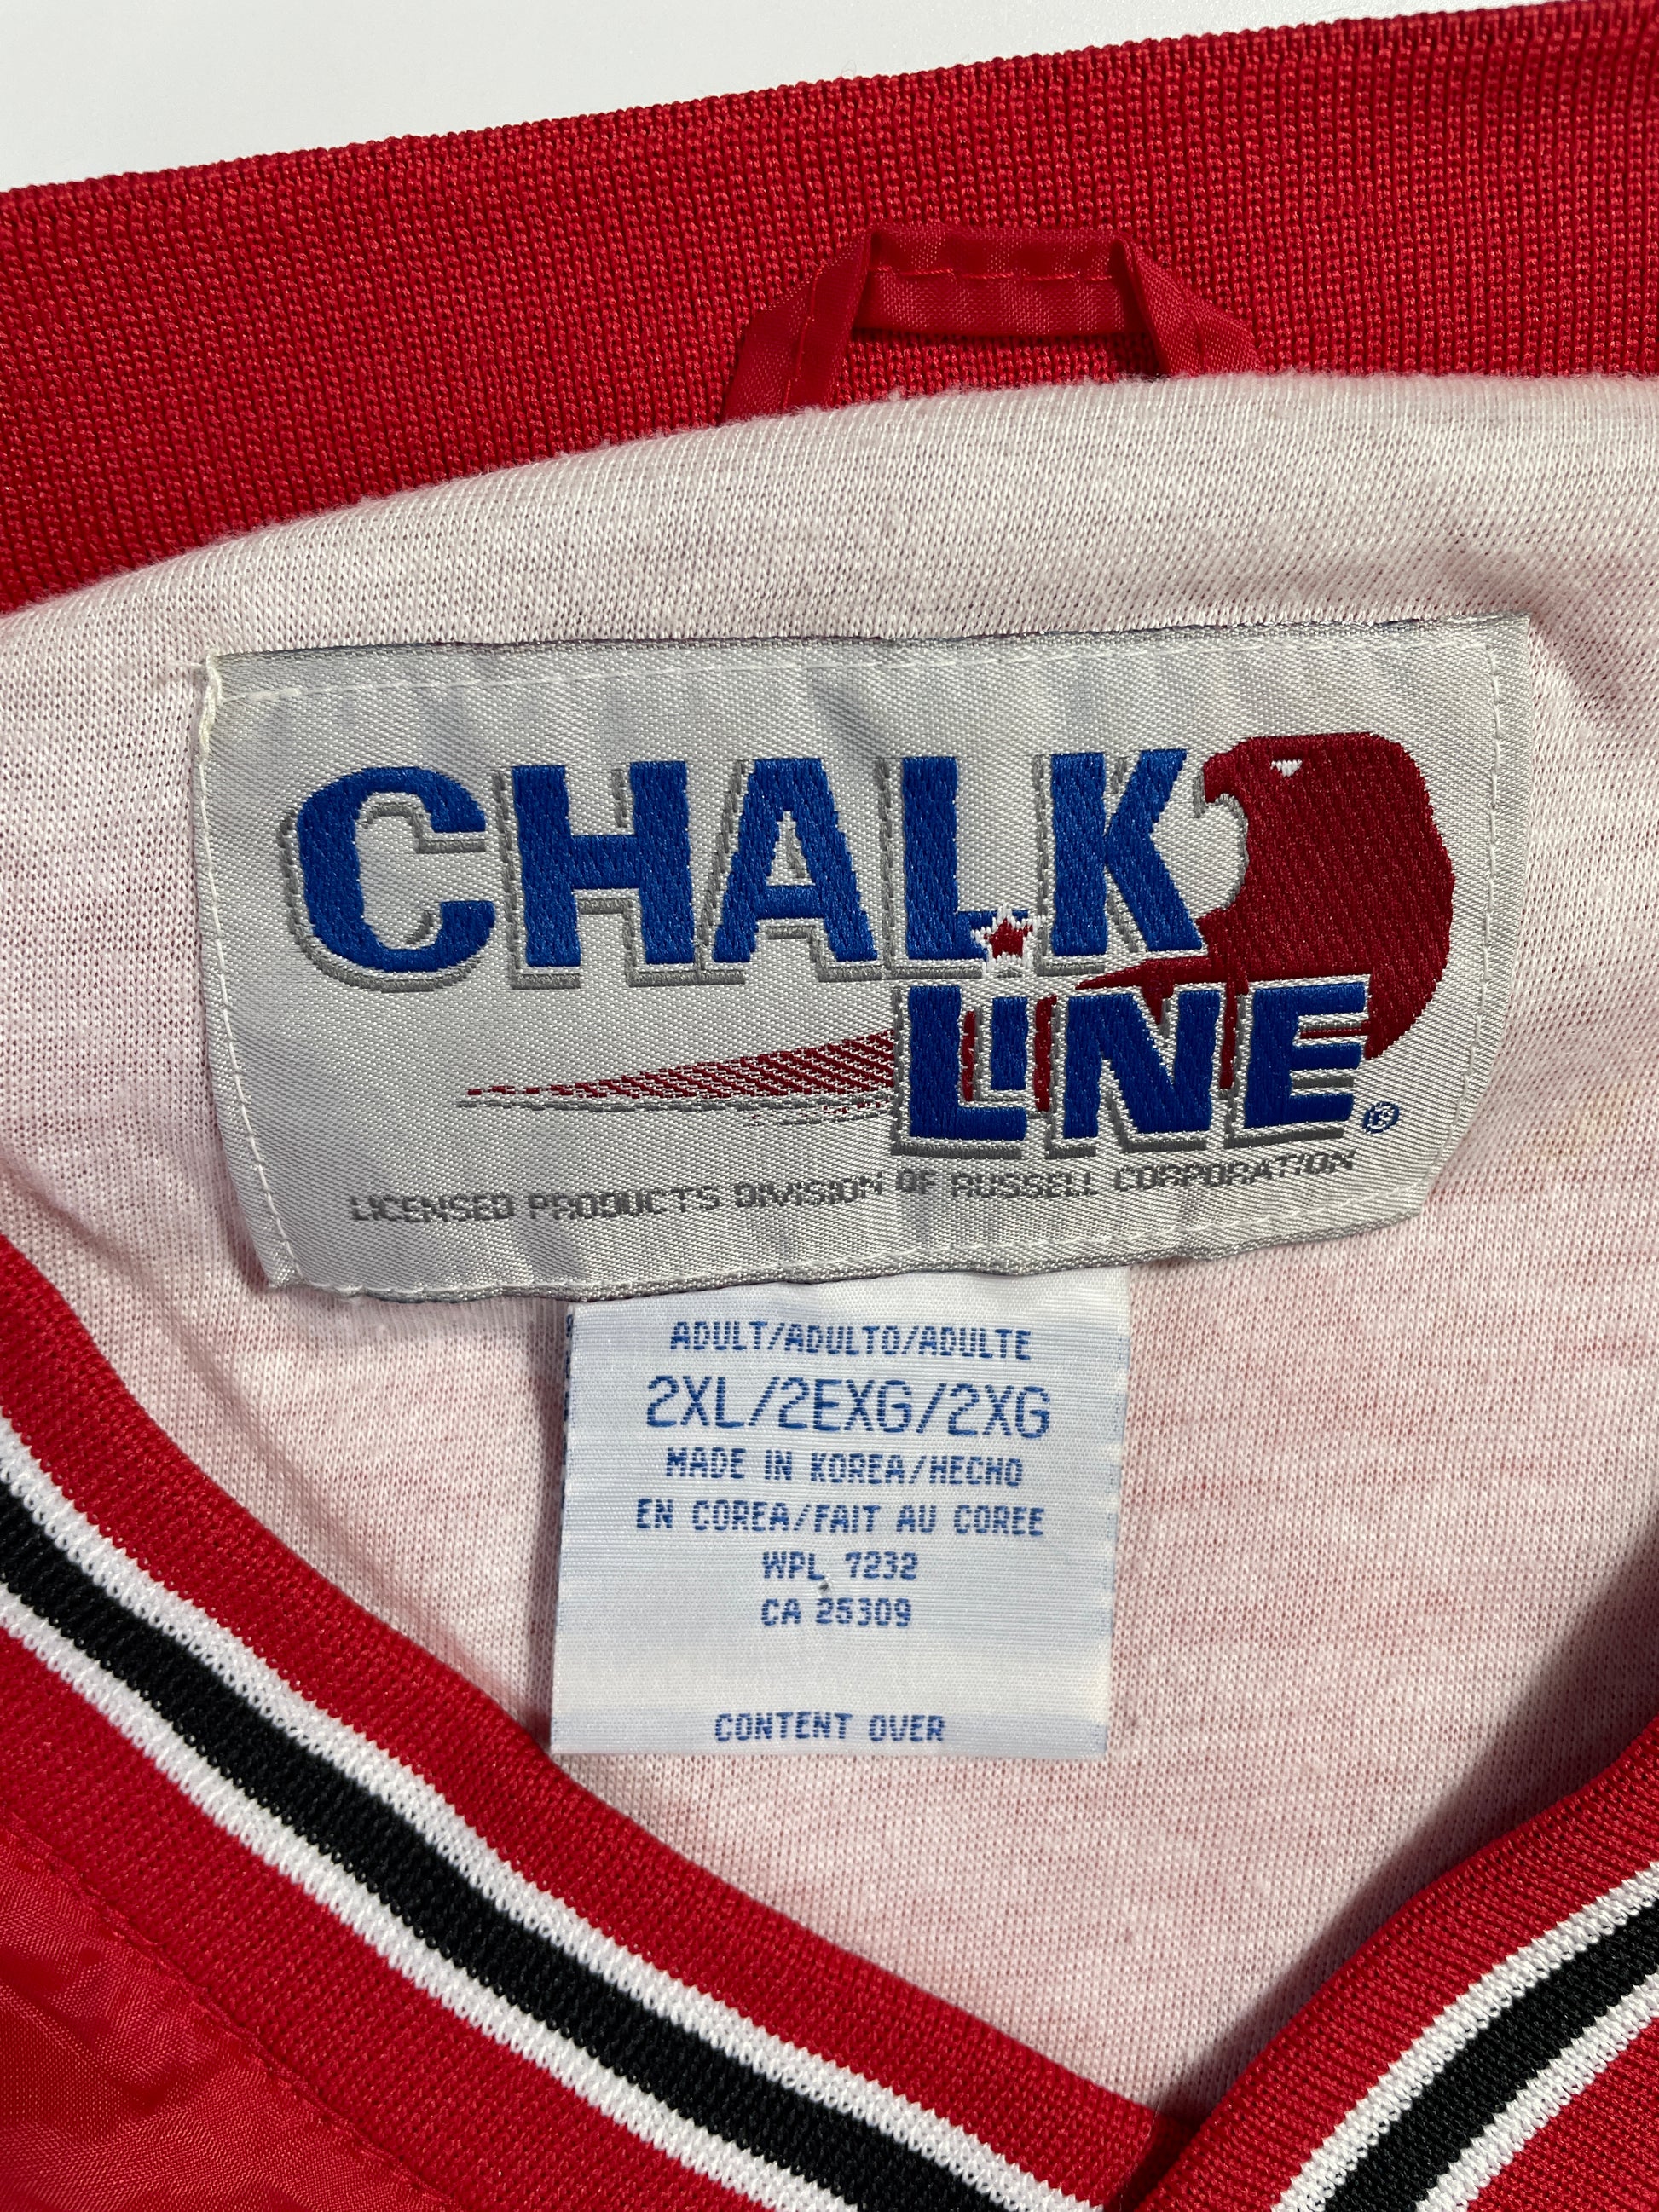 CHALK
LINE®
LICENSED PRODUCTS DIVISION OF RUSSELL CORPORATION
ADULT/ADULTO/ADULTE
2XL/2EXG/2XG
MADE IN KOREA/HECHO
EN COREA/FAIT AU COREE
WPL 7232
CA 25309
CONTENT OVER